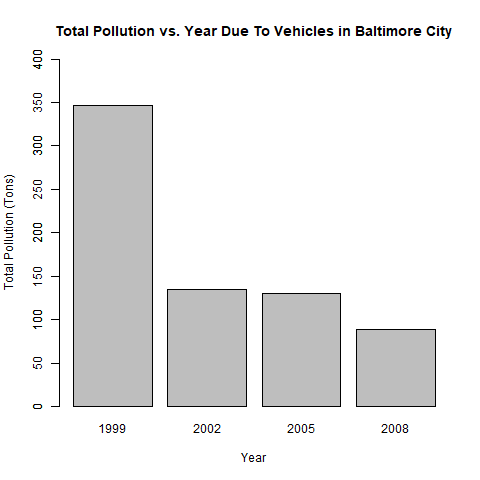 Total Pollution vs. Year Due To Vehicles in Baltimore City
Total Pollution (Tons)
400
350
300
250
200
150
100
50
0
1999 2002 2005 2008
Year